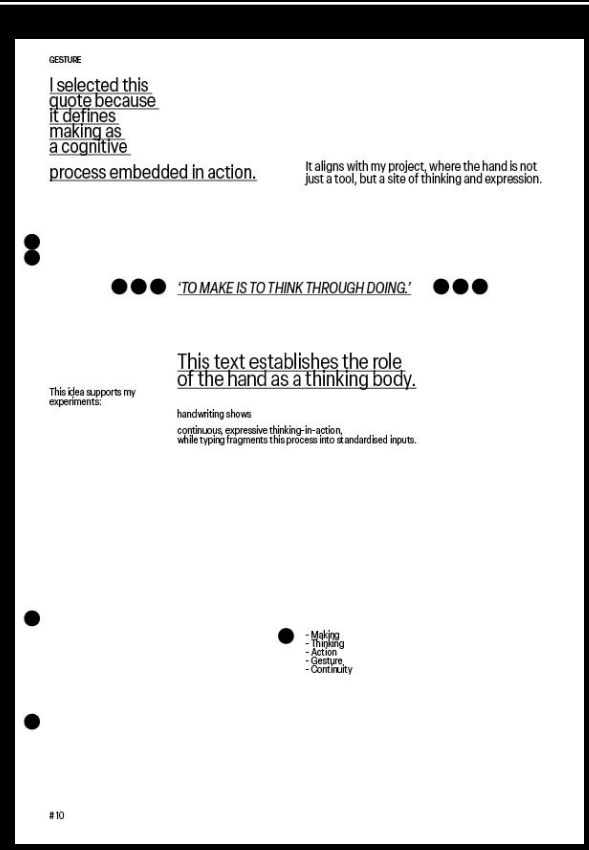 GESTURE
I selected this
quote because
it defines
making as
a cognitive
process embedded in action.
It aligns with my project, where the hand is not
just a tool, but a site of thinking and expression.
‘TO MAKE IS TO THINK THROUGH DOING.’
This text establishes the role
of the hand as a thinking body.
This idea supports my
experiments:
handwriting shows
continuous, expressive thinking-in-action,
while typing fragments this process into standardised inputs.
- Making
- Thinking
- Action
- Gesture
- Continuity
#10